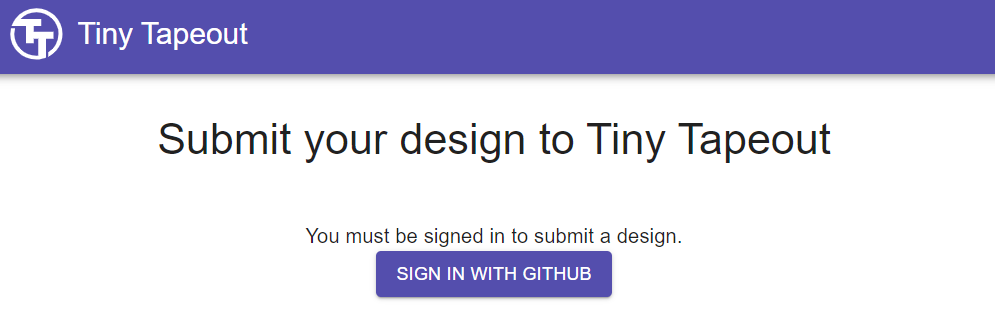 TT Tiny Tapeout
Submit your design to Tiny Tapeout
You must be signed in to submit a design.
SIGN IN WITH GITHUB